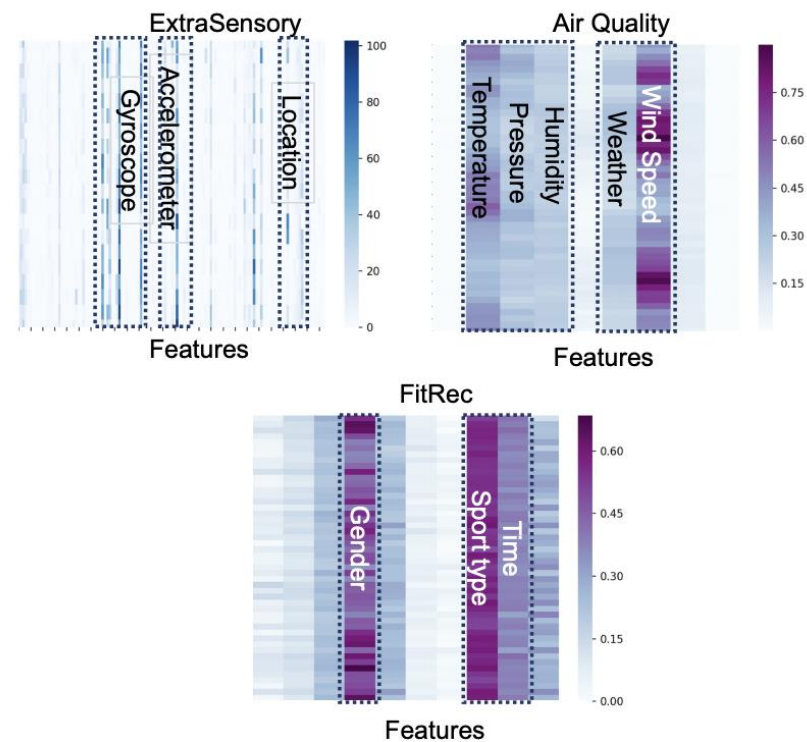 ExtraSensory
Gyroscope
Accelerometer
Location
100
80
60
40
20
0
Features
Air Quality
Temperature
Pressure
Humidity
Weather
Wind Speed
0.75
0.60
0.45
0.30
0.15
Features
FitRec
Gender
Sport type
Time
0.60
0.45
0.30
0.15
0.00
Features